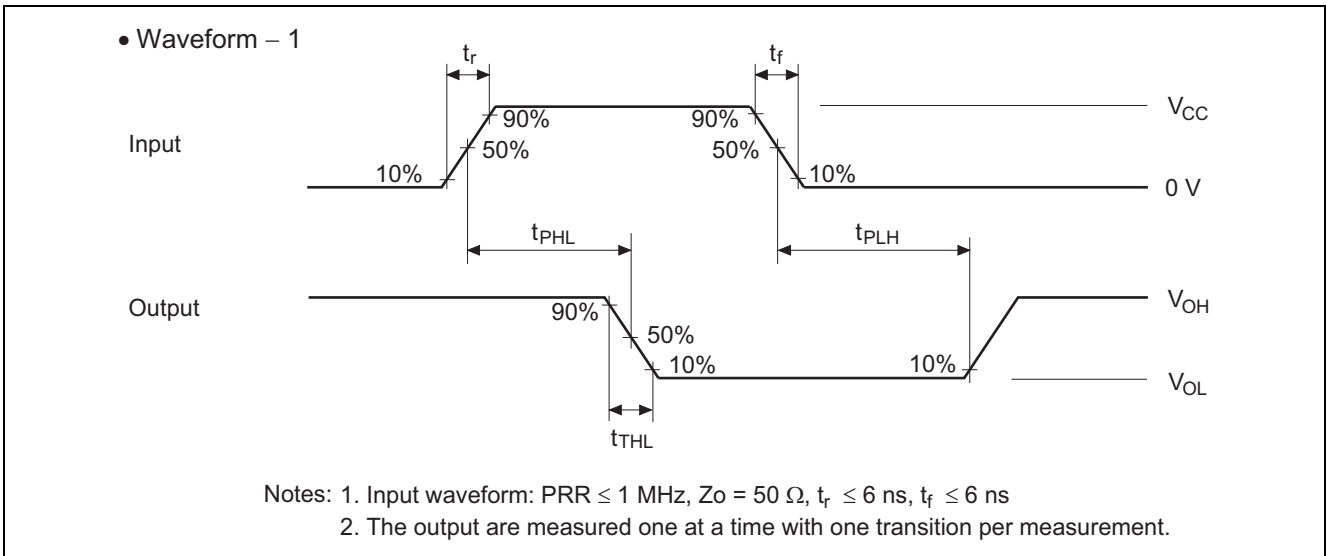 • Waveform – 1
tr
tf
90%
90%
VCC
Input
50%
50%
10%
10%
0 V
tPHL
tPLH
Output
90%
VOH
50%
10%
10%
VOL
tTHL
Notes: 1. Input waveform: PRR ≤ 1 MHz, Zo = 50 Ω, tr ≤ 6 ns, tf ≤ 6 ns
2. The output are measured one at a time with one transition per measurement.